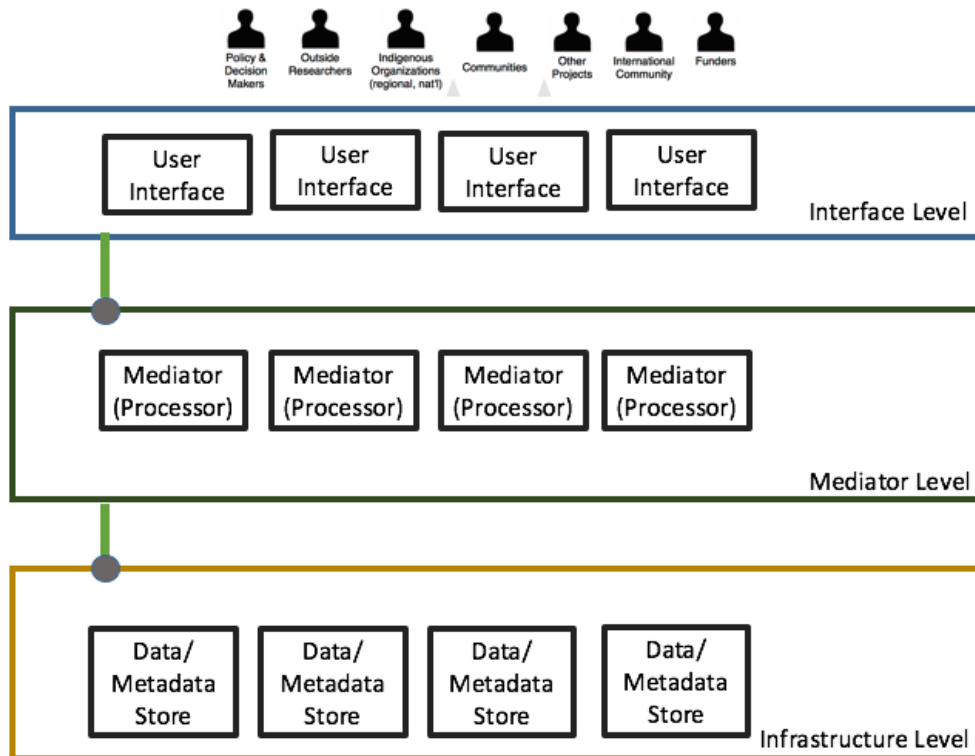 Policy &
Decision
Makers
Outside
Researchers
Indigenous
Organizations
(regional, nat'l)
Communities
Other
Projects
International
Community
Funders
User
Interface
User
Interface
User
Interface
User
Interface
Interface Level
Mediator
(Processor)
Mediator
(Processor)
Mediator
(Processor)
Mediator
(Processor)
Mediator Level
Data/
Metadata
Store
Data/
Metadata
Store
Data/
Metadata
Store
Data/
Metadata
Store
Infrastructure Level